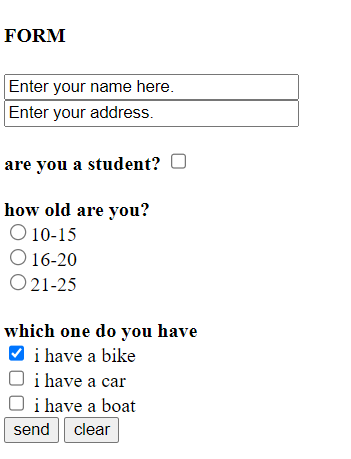 FORM
Enter your name here.
Enter your address.
are you a student?
how old are you?
10-15
16-20
21-25
which one do you have
i have a bike
i have a car
i have a boat
send clear